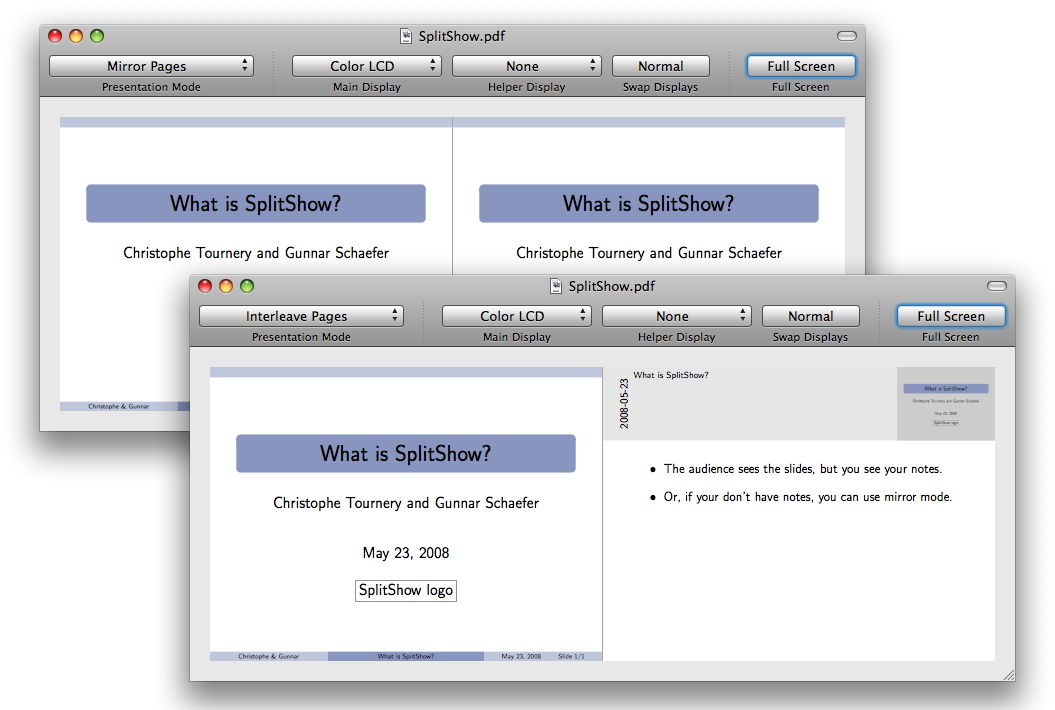 SplitShow.pdf
Mirror Pages Color LCD None Normal Full Screen
Presentation Mode Main Display Helper Display Swap Displays Full Screen
What is SplitShow? What is SplitShow?
Christophe Tournery and Gunnar Schaefer Christophe Tournery and Gunnar Schaefer
Christophe & Gunnar
SplitShow.pdf
Interleave Pages Color LCD None Normal Full Screen
Presentation Mode Main Display Helper Display Swap Displays Full Screen
What is SplitShow?
Christophe Tournery and Gunnar Schaefer
May 23, 2008
SplitShow logo
Christophe & Gunnar What is SplitShow? May 23, 2008 Slide 1/1
2008-05-23
What is SplitShow?
What is SplitShow?
Christophe Tournery and Gunnar Schaefer
May 23, 2008
SplitShow logo
• The audience sees the slides, but you see your notes.
• Or, if your don't have notes, you can use mirror mode.